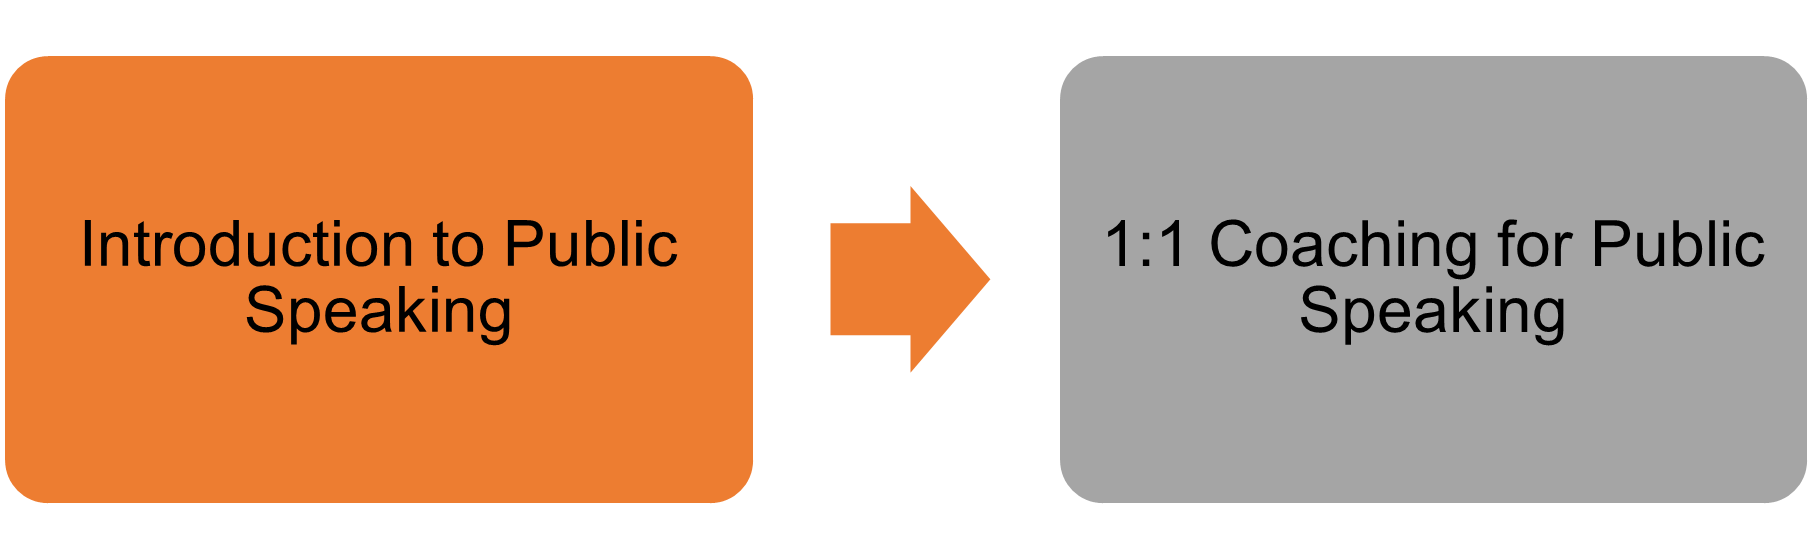 Introduction to Public
Speaking
1:1 Coaching for Public
Speaking